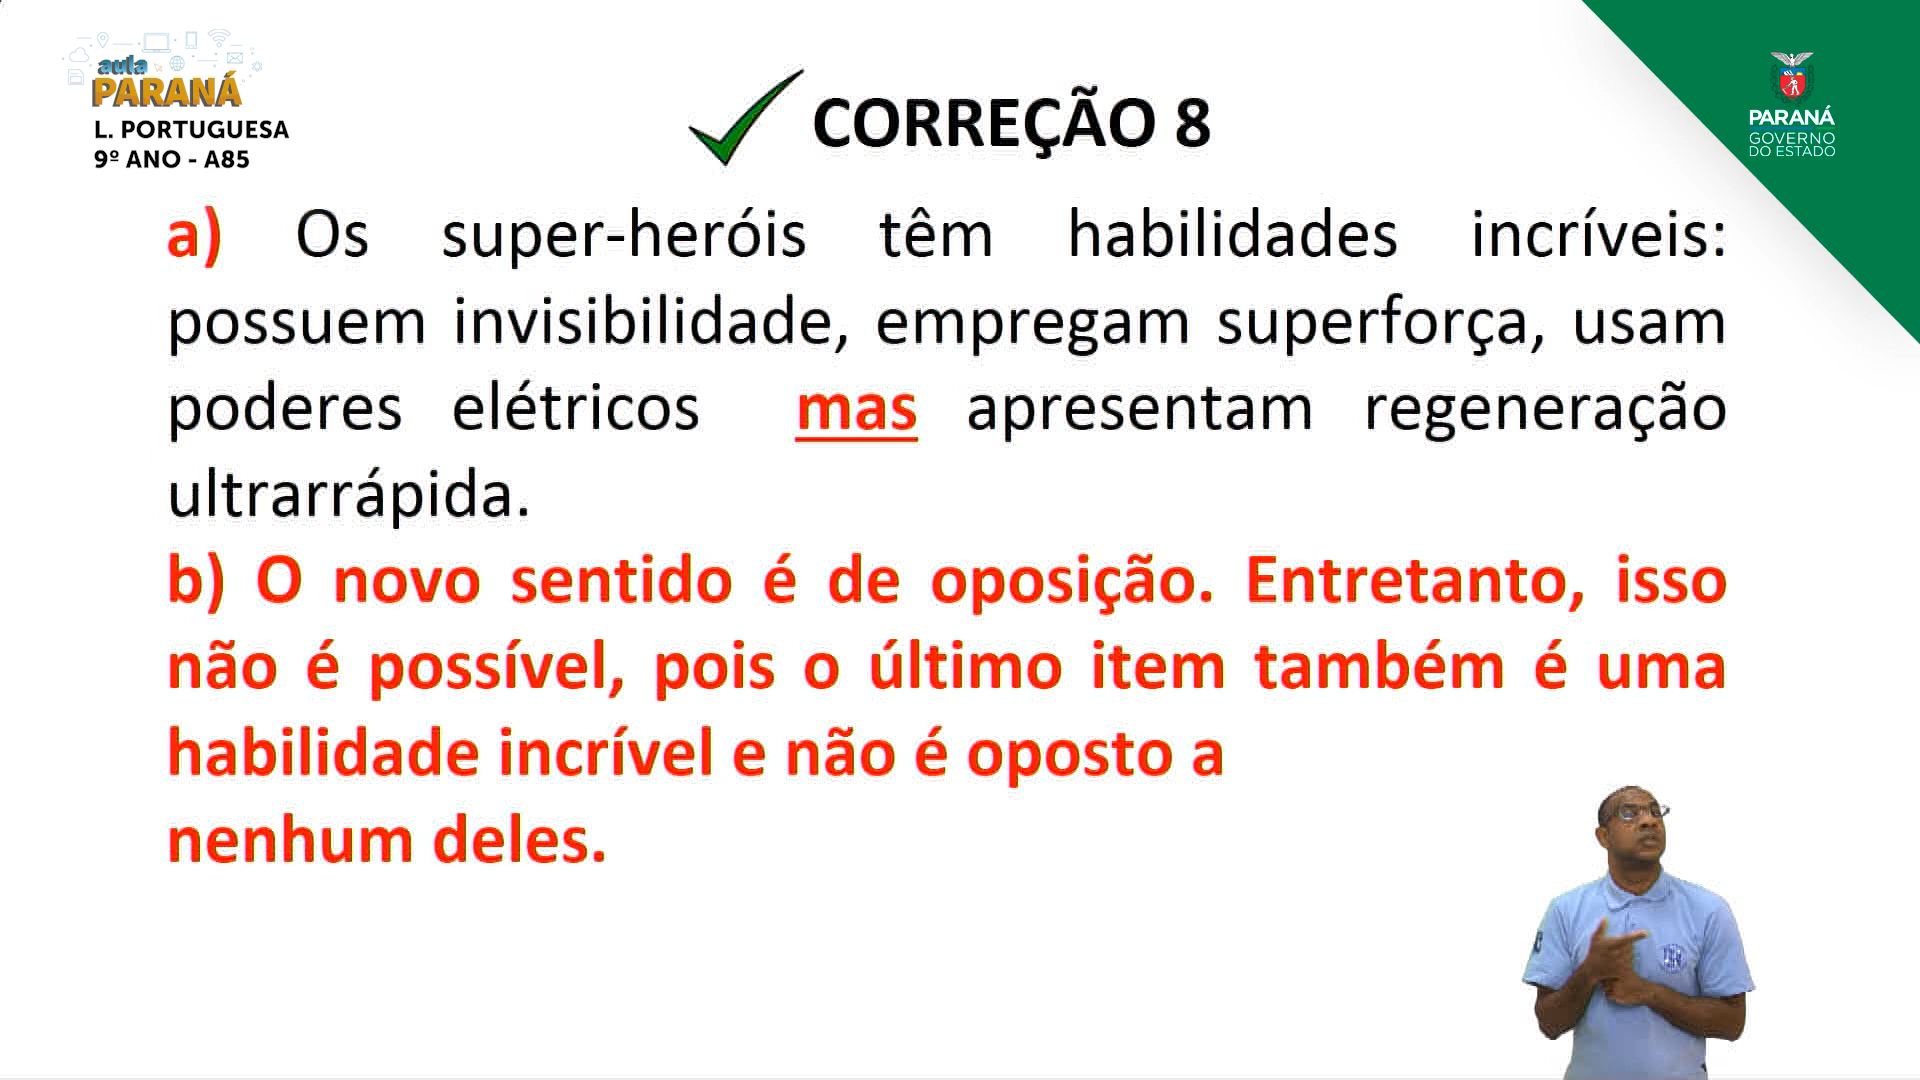 aula
PARANÁ
L. PORTUGUESA
9º ANO - A85
CORREÇÃO 8
PARANÁ
GOVERNO
DO ESTADO
a) Os super-heróis têm habilidades incríveis:
possuem invisibilidade, empregam superforça, usam
poderes elétricos mas apresentam regeneração
ultrarrápida.
b) O novo sentido é de oposição. Entretanto, isso
não é possível, pois o último item também é uma
habilidade incrível e não é oposto a
nenhum deles.